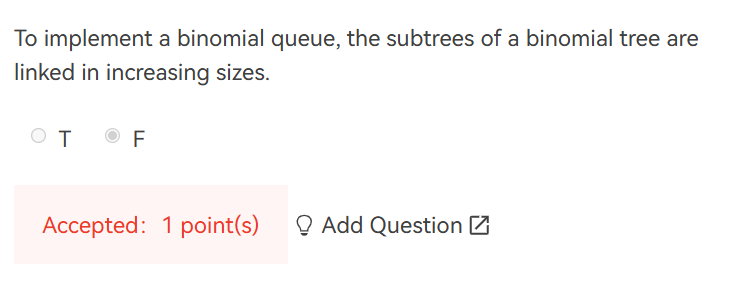 To implement a binomial queue, the subtrees of a binomial tree are
linked in increasing sizes.
T F
Accepted: 1 point(s) Add Question